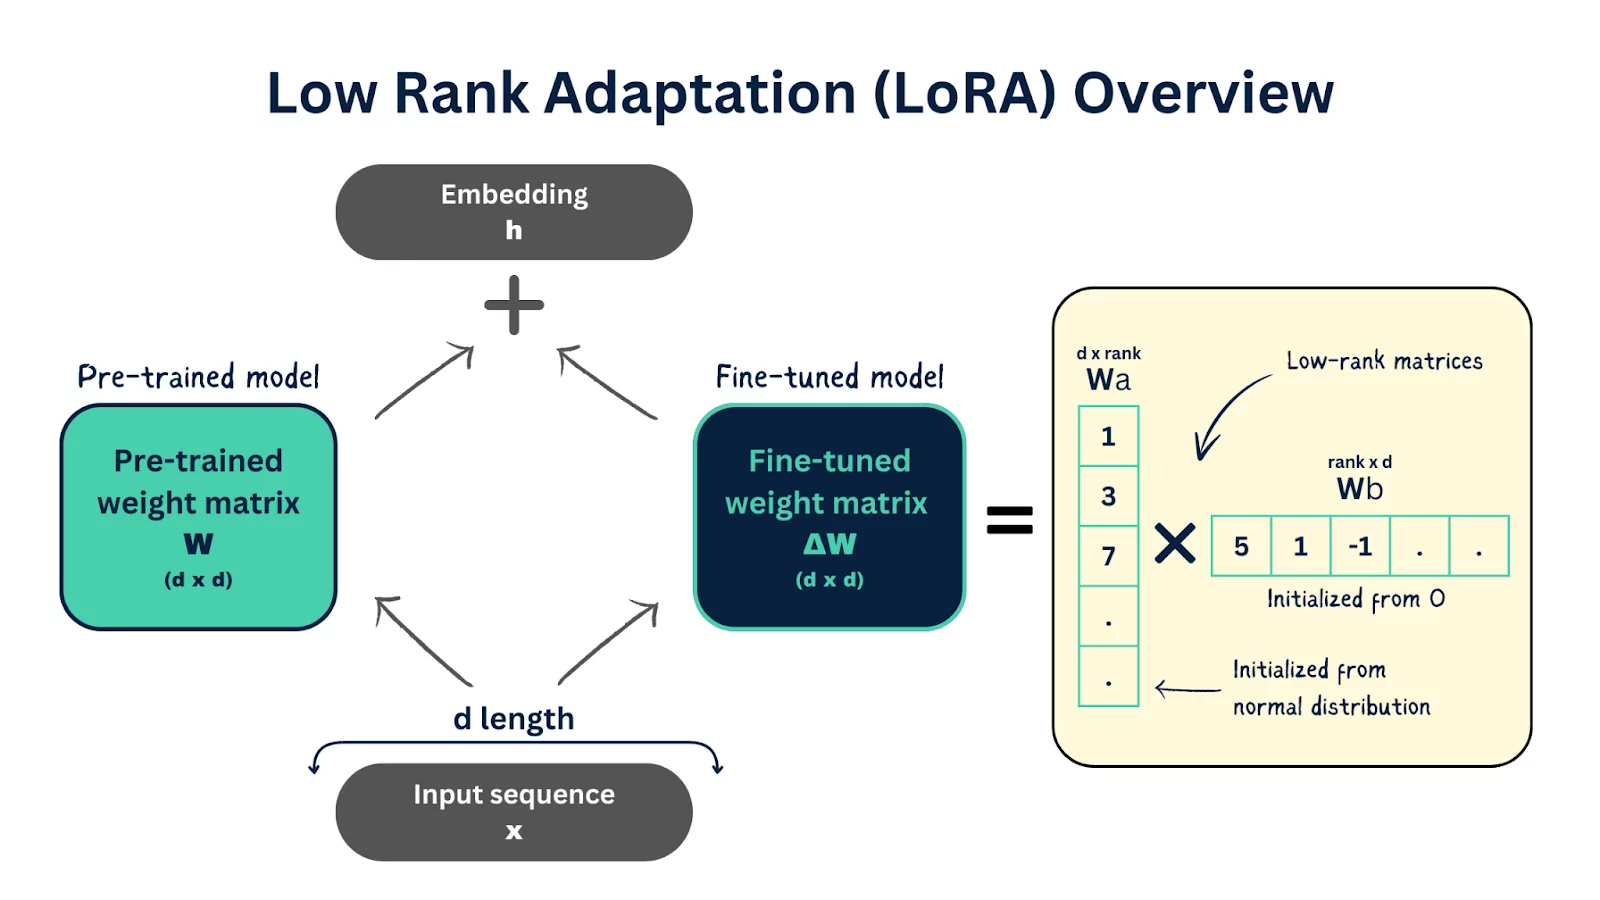 Low Rank Adaptation (LoRA) Overview
Embedding
h
+
Pre-trained model
Pre-trained
weight matrix
W
(d x d)
Fine-tuned model
Fine-tuned
weight matrix
ΔW
(d x d)
d length
Input sequence
x
=
d x rank
Wa
1
3
7
.
.
×
Low-rank matrices
rank x d
Wb
5 1 -1 . .
Initialized from 0
Initialized from
normal distribution